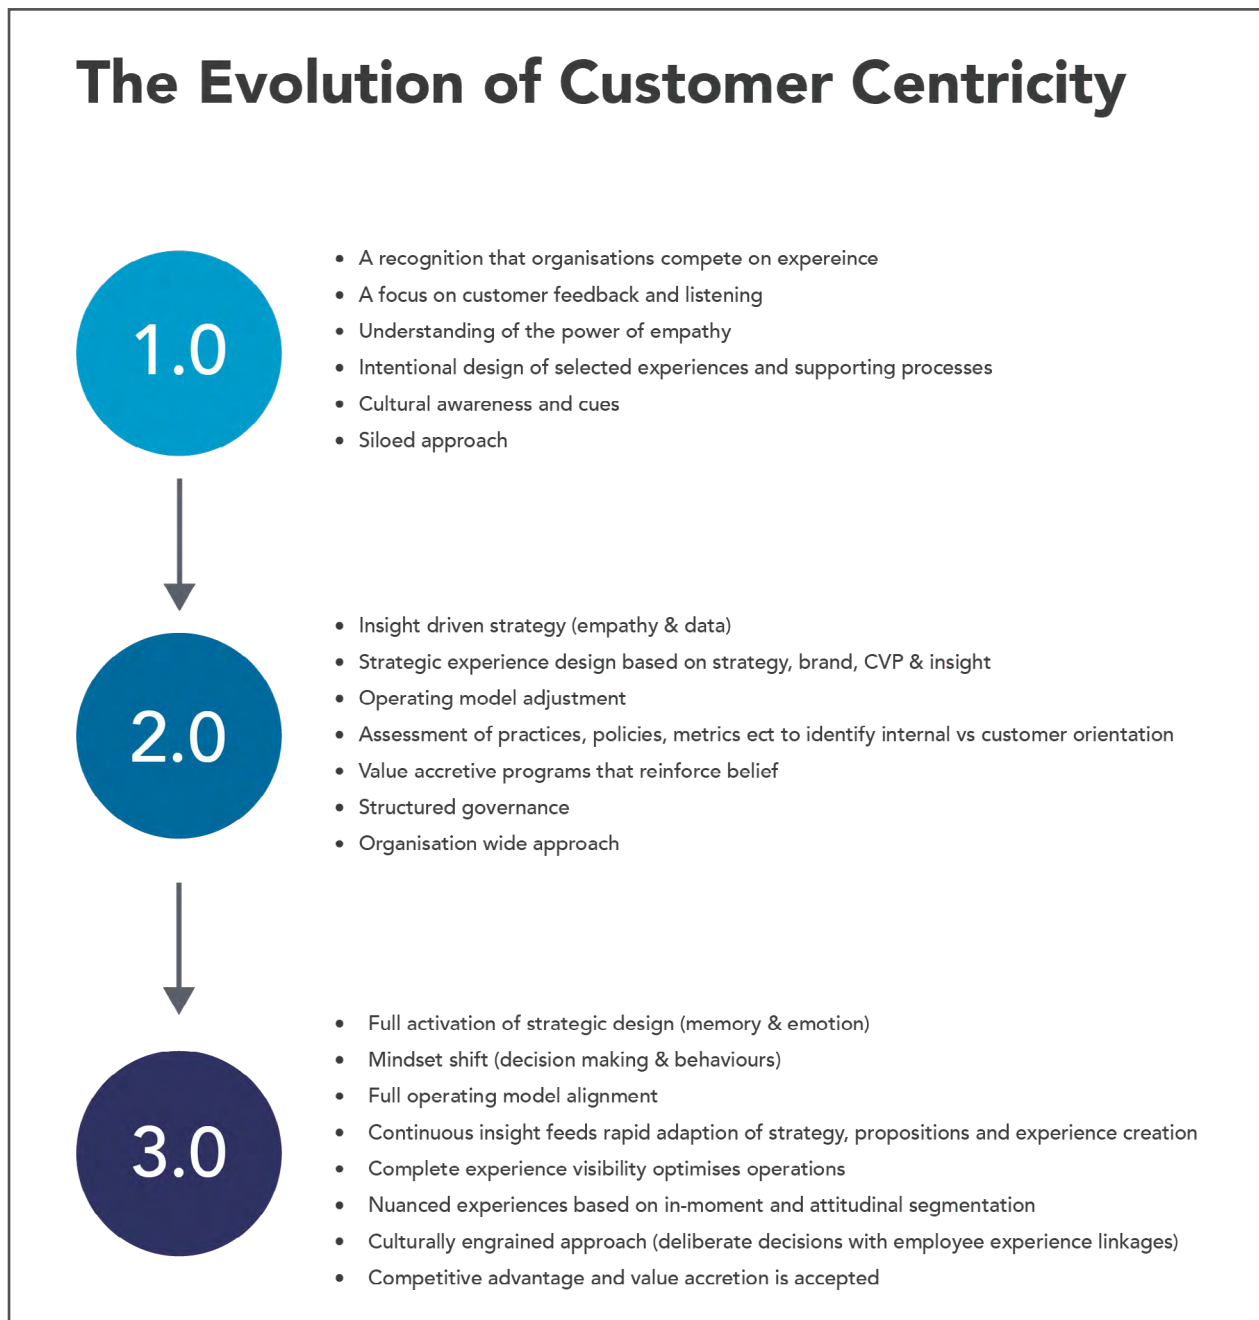 The Evolution of Customer Centricity
1.0
• A recognition that organisations compete on expereince
• A focus on customer feedback and listening
• Understanding of the power of empathy
• Intentional design of selected experiences and supporting processes
• Cultural awareness and cues
• Siloed approach
2.0
• Insight driven strategy (empathy & data)
• Strategic experience design based on strategy, brand, CVP & insight
• Operating model adjustment
• Assessment of practices, policies, metrics ect to identify internal vs customer orientation
• Value accretive programs that reinforce belief
• Structured governance
• Organisation wide approach
3.0
• Full activation of strategic design (memory & emotion)
• Mindset shift (decision making & behaviours)
• Full operating model alignment
• Continuous insight feeds rapid adaption of strategy, propositions and experience creation
• Complete experience visibility optimises operations
• Nuanced experiences based on in-moment and attitudinal segmentation
• Culturally engrained approach (deliberate decisions with employee experience linkages)
• Competitive advantage and value accretion is accepted